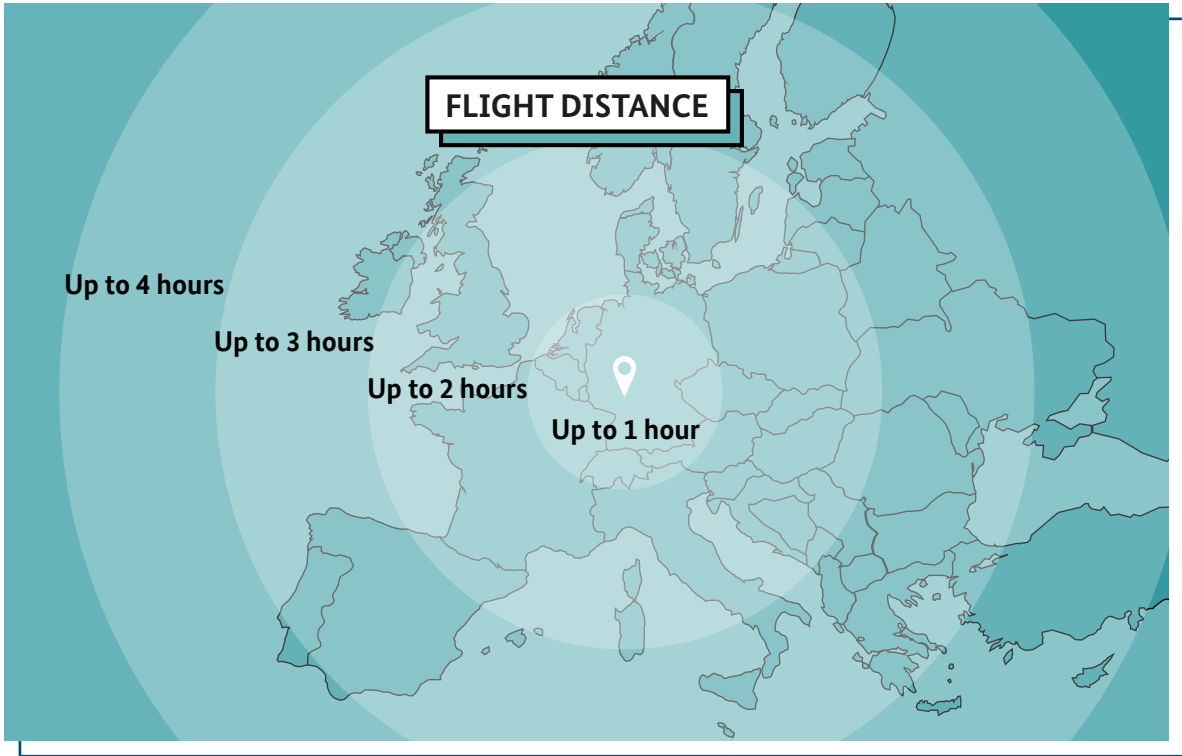 FLIGHT DISTANCE
Up to 4 hours
Up to 3 hours
Up to 2 hours
Up to 1 hour